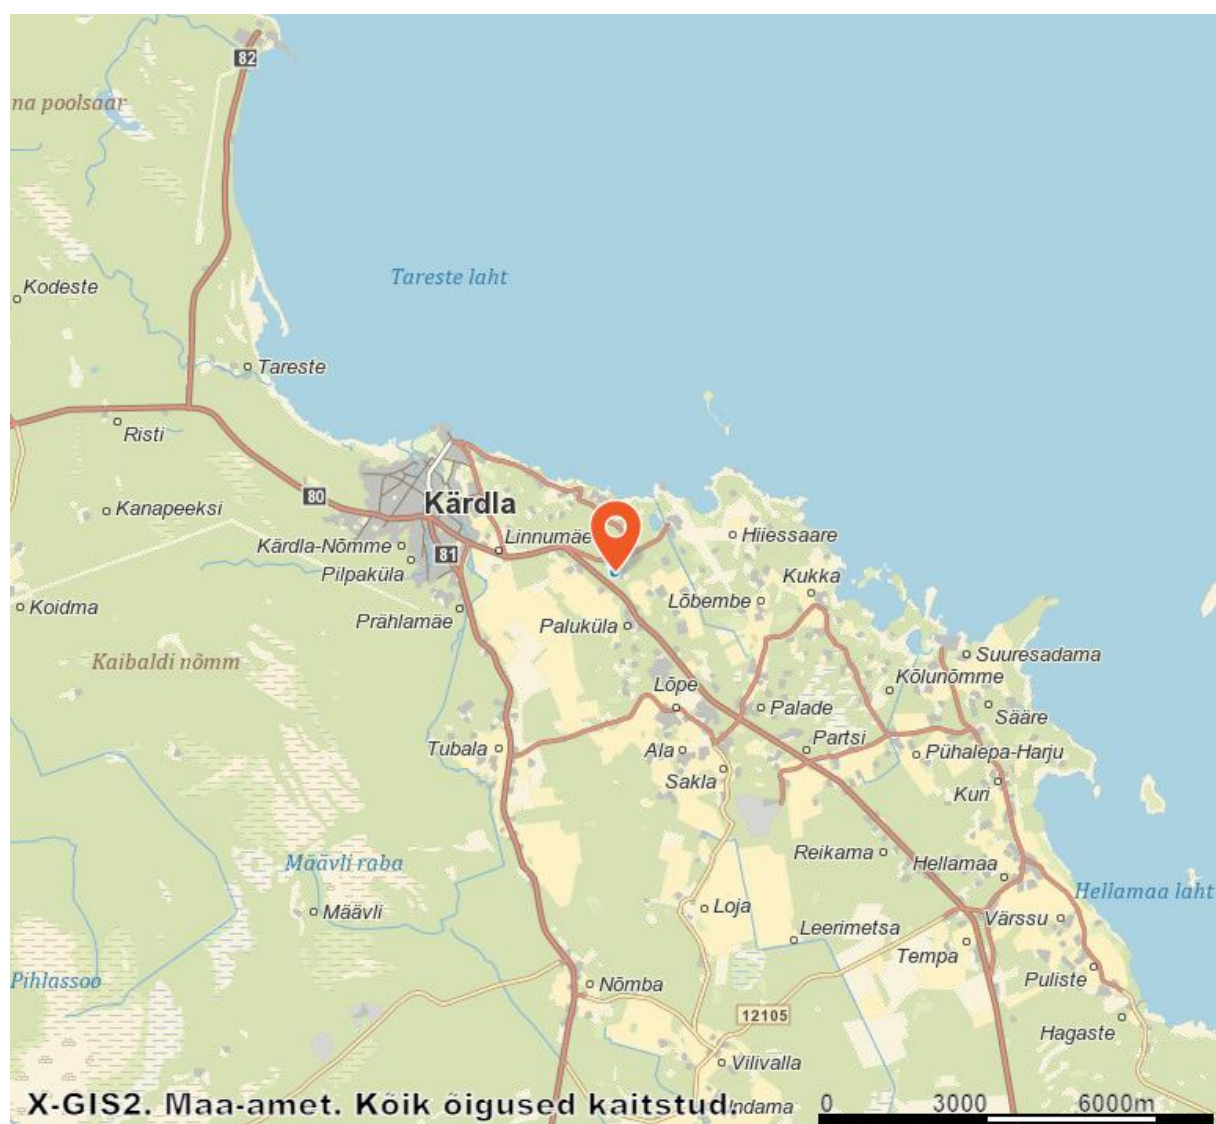 82
na poolsaar
Tareste laht
Kodeste
Tareste
Risti
80
Kärdla
Kanapeeksi
Linnumäe
Hiiessaare
Kärdla-Nõmme
81
Pilpaküla
Kukka
Koidma
Prählamäe
Lõbembe
Paluküla
Kaibaldi nõmm
Suuresadama
Kõlunõmme
Lõpe
Palade
Sääre
Tubala
Ala
Partsi
Pühalepa-Harju
Sakla
Kuri
Määvli raba
Reikama
Hellamaa
Hellamaa laht
Määvli
Loja
Värssu
Leerimetsa
Tempa
Pihlassoo
Nõmba
Puliste
12105
Hagaste
Vilivalla
X-GIS2. Maa-amet. Kõik õigused kaitstud.
0 3000 6000m